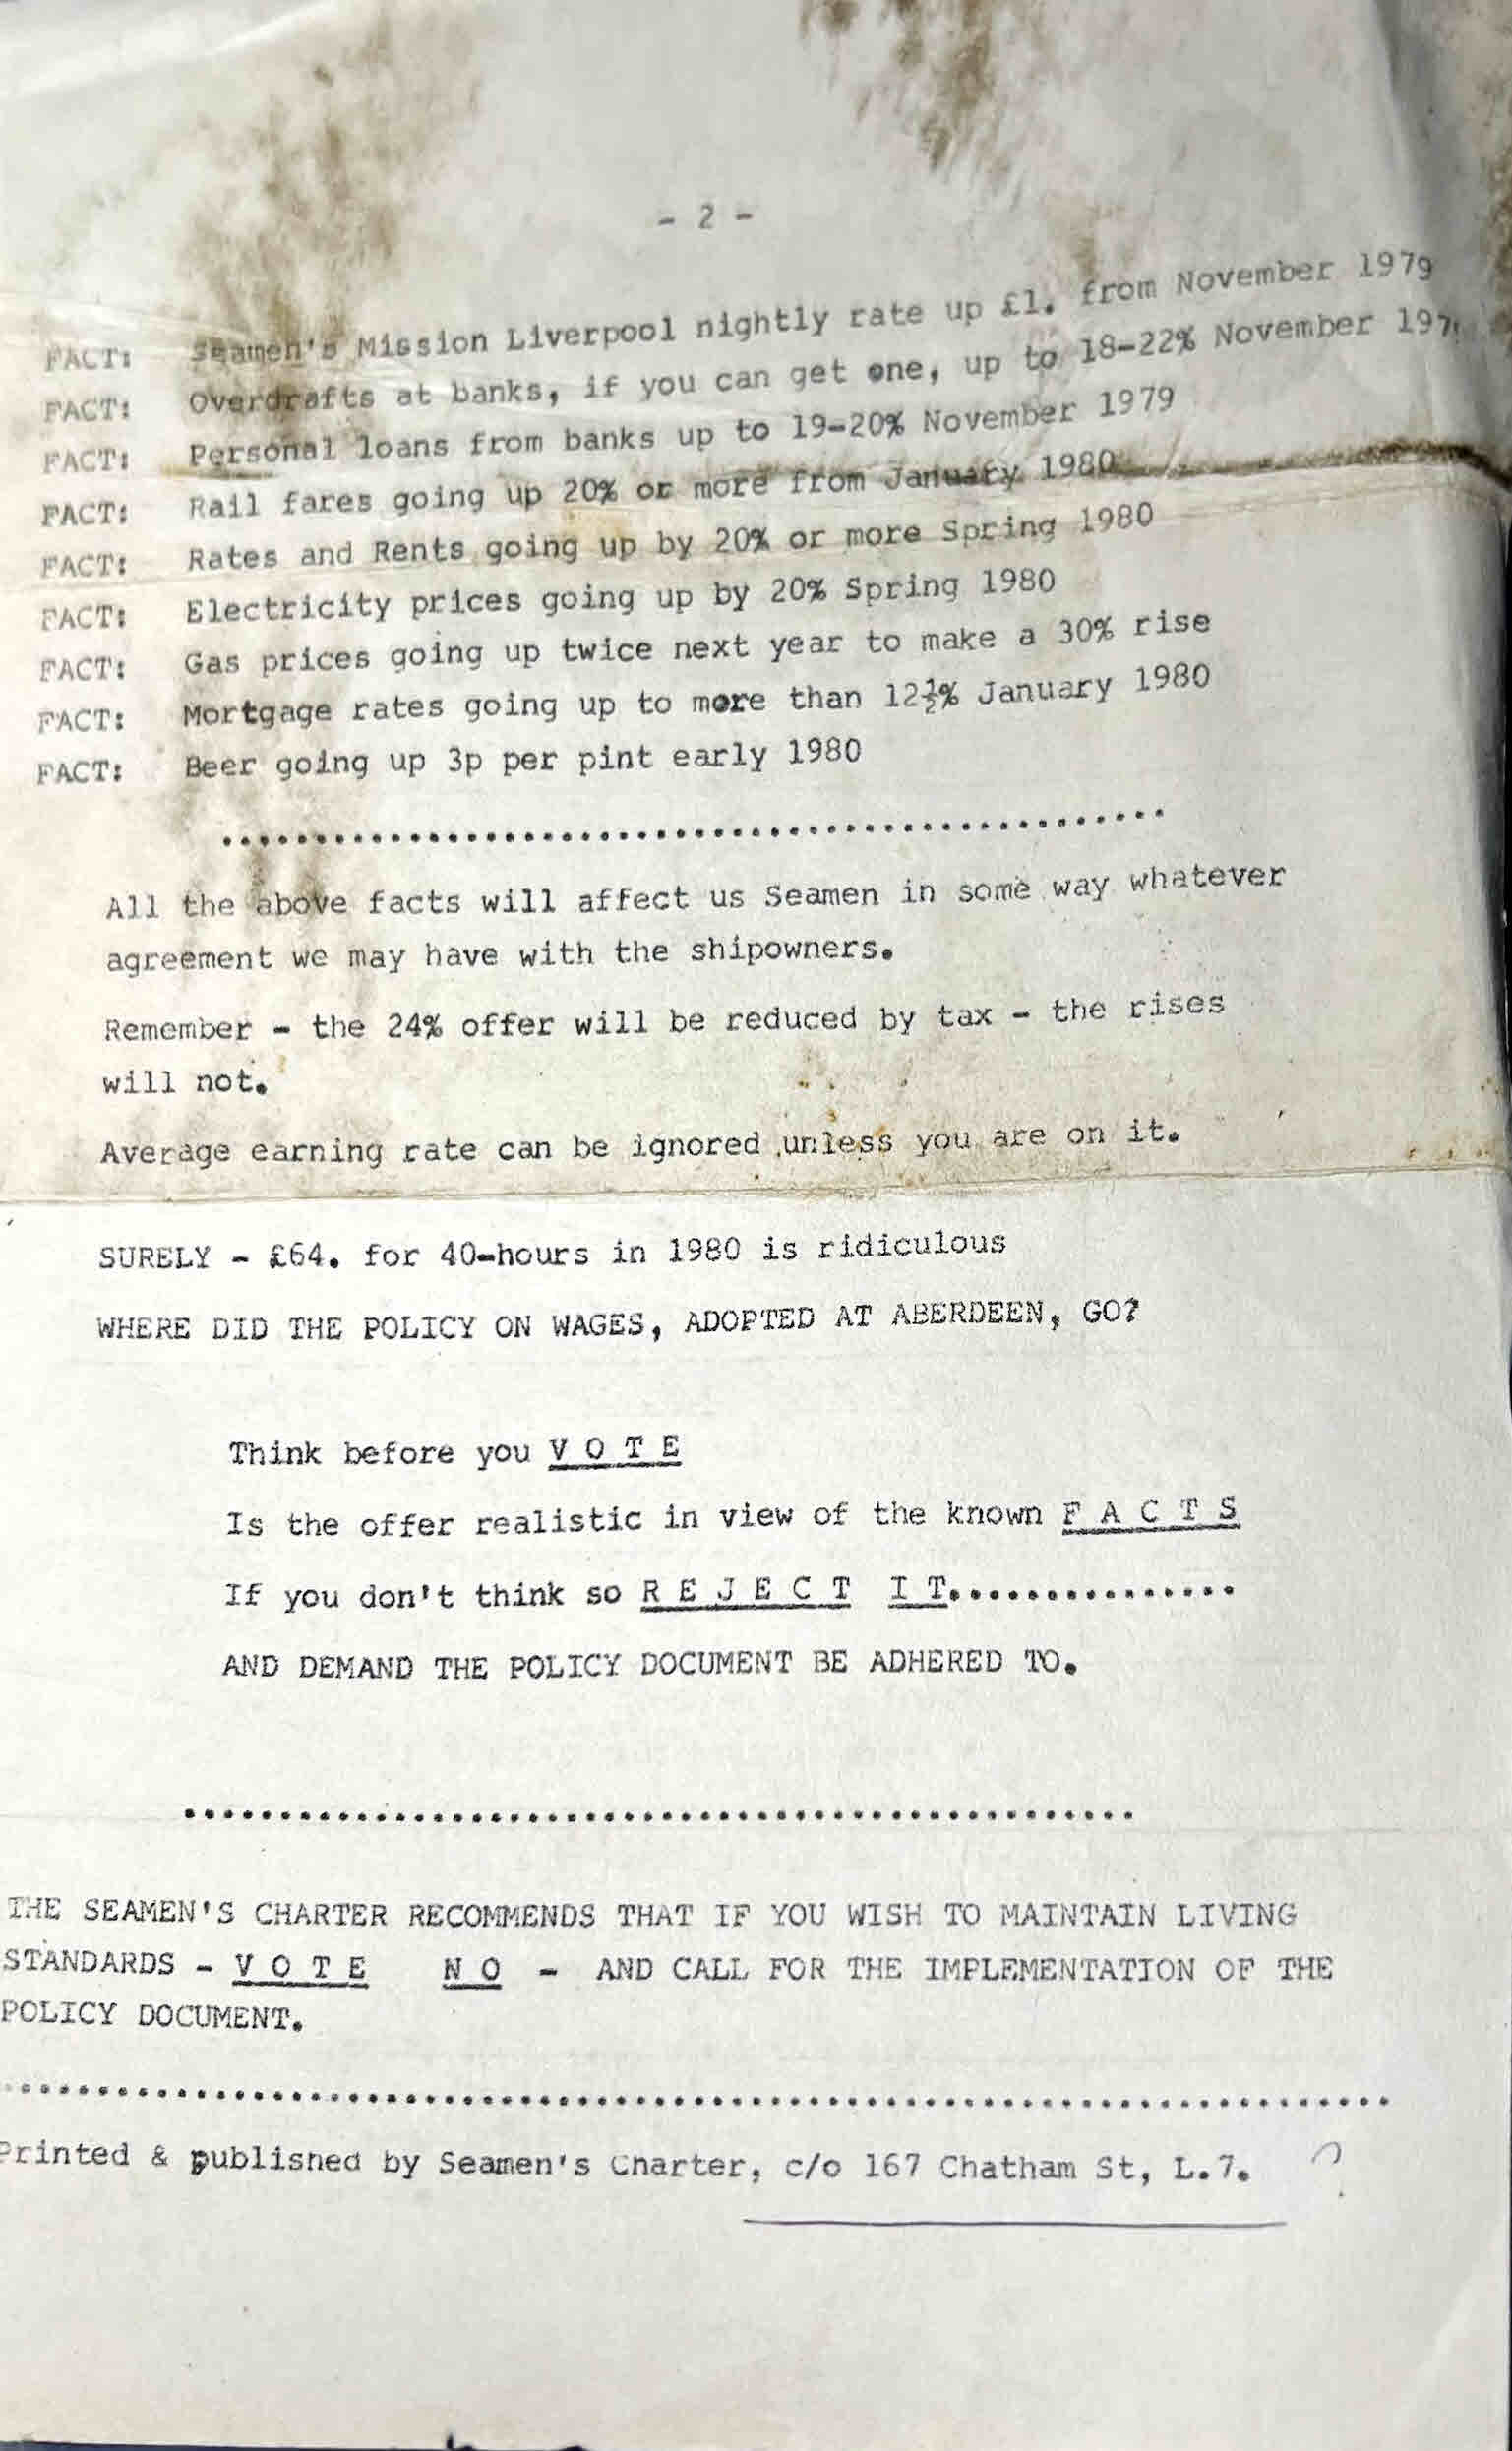 - 2 -
FACT: Seamen's Mission Liverpool nightly rate up £1. from November 1979
FACT: Overdrafts at banks, if you can get one, up to 18-22% November 197
FACT: Personal loans from banks up to 19-20% November 1979
FACT: Rail fares going up 20% or more from January 1980
FACT: Rates and Rents going up by 20% or more Spring 1980
FACT: Electricity prices going up by 20% Spring 1980
FACT: Gas prices going up twice next year to make a 30% rise
FACT: Mortgage rates going up to more than 12½% January 1980
FACT: Beer going up 3p per pint early 1980
..................................................
All the above facts will affect us Seamen in some way whatever
agreement we may have with the shipowners.
Remember - the 24% offer will be reduced by tax - the rises
will not.
Average earning rate can be ignored unless you are on it.
SURELY - £64. for 40-hours in 1980 is ridiculous
WHERE DID THE POLICY ON WAGES, ADOPTED AT ABERDEEN, GO?
Think before you V O T E
Is the offer realistic in view of the known F A C T S
If you don't think so R E J E C T I T................
AND DEMAND THE POLICY DOCUMENT BE ADHERED TO.
..................................................
THE SEAMEN'S CHARTER RECOMMENDS THAT IF YOU WISH TO MAINTAIN LIVING
STANDARDS - V O T E N O - AND CALL FOR THE IMPLEMENTATION OF THE
POLICY DOCUMENT.
........................................................................
Printed & published by Seamen's Charter, c/o 167 Chatham St, L.7.